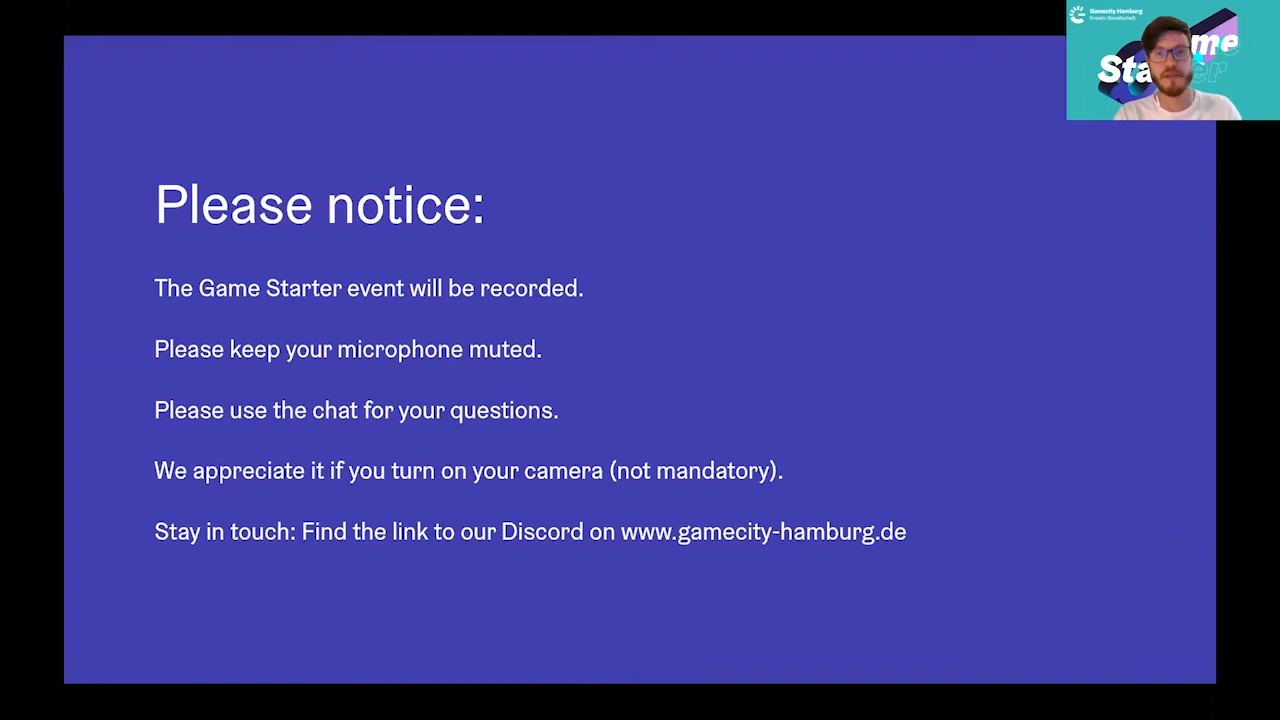 Gamecity Hamburg
Kreativ Gesellschaft
Please notice:
The Game Starter event will be recorded.
Please keep your microphone muted.
Please use the chat for your questions.
We appreciate it if you turn on your camera (not mandatory).
Stay in touch: Find the link to our Discord on www.gamecity-hamburg.de